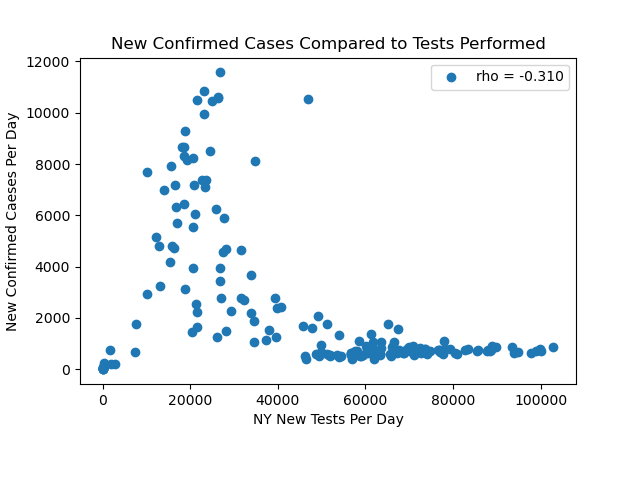 New Confirmed Cases Compared to Tests Performed
rho = -0.310
New Confirmed Caeses Per Day
12000
10000
8000
6000
4000
2000
0
0 20000 40000 60000 80000 100000
NY New Tests Per Day